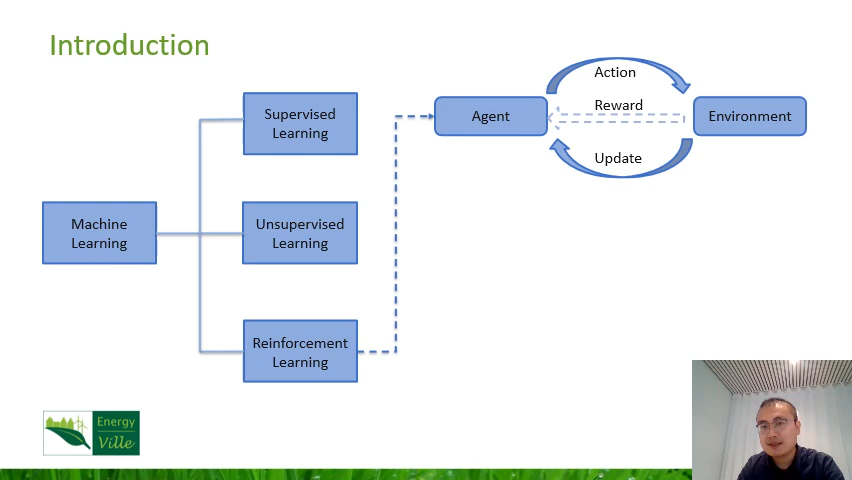 Introduction
Action
Supervised
Learning
Reward
Agent
Environment
Update
Machine
Learning
Unsupervised
Learning
Reinforcement
Learning
Energy
Ville